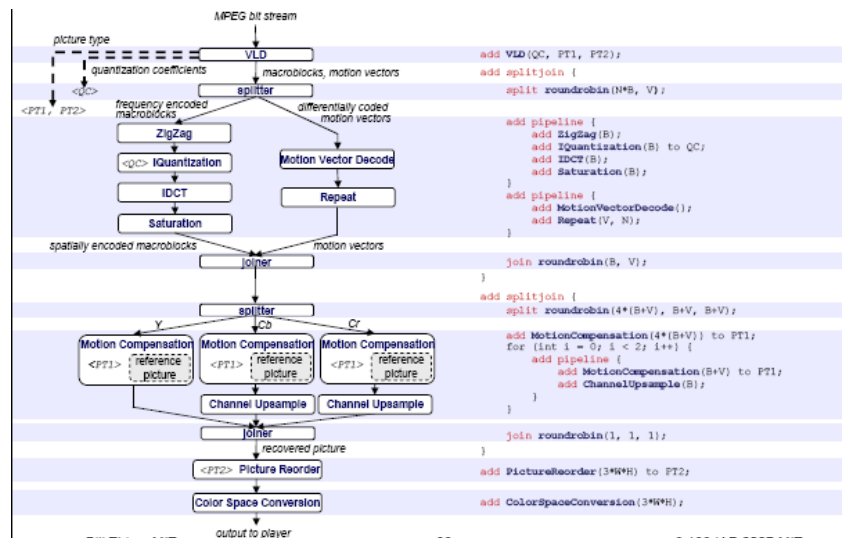 MPEG bit stream
picture type
VLD
add VLD(QC, PT1, PT2);
quantization coefficients
macroblocks, motion vectors
add splitjoin {
<QC>
splitter
split roundrobin(N*B, V);
<PT1, PT2>
frequency encoded
macroblocks
differentially coded
motion vectors
add pipeline {
ZigZag
add ZigZag(B);
<QC> IQuantization
Motion Vector Decode
add IQuantization(B) to QC;
add IDCT(B);
add Saturation(B);
}
IDCT
Repeat
add pipeline {
add MotionVectorDecode();
Saturation
add Repeat(V, N);
}
spatially encoded macroblocks
motion vectors
joiner
join roundrobin(B, V);
}
add splitjoin {
splitter
split roundrobin(4*(B+V), B+V, B+V);
Y
Cb
Cr
Motion Compensation
Motion Compensation
Motion Compensation
add MotionCompensation(4*(B+V)) to PT1;
for (int i = 0; i < 2; i++) {
<PT1> reference
picture
<PT1> reference
picture
<PT1> reference
picture
add pipeline {
add MotionCompensation(B+V) to PT1;
add ChannelUpsample(B);
}
}
Channel Upsample
Channel Upsample
joiner
join roundrobin(1, 1, 1);
recovered picture
}
<PT2> Picture Reorder
add PictureReorder(3*W*H) to PT2;
Color Space Conversion
add ColorSpaceConversion(3*W*H);
output to player